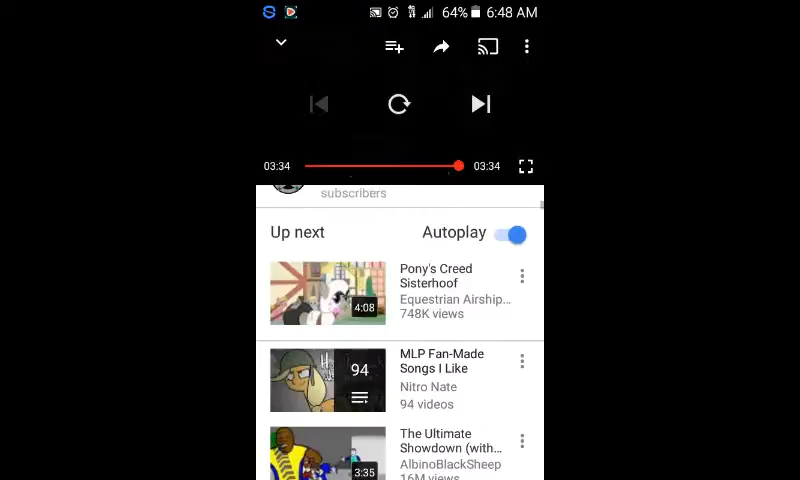 64% 6:48 AM
03:34 03:34
subscribers
Up next Autoplay
Pony's Creed
Sisterhoof
Equestrian Airship...
748K views
4:08
MLP Fan-Made
Songs I Like
94
Nitro Nate
94 videos
The Ultimate
Showdown (with...
AlbinoBlackSheep
3:35
16M views